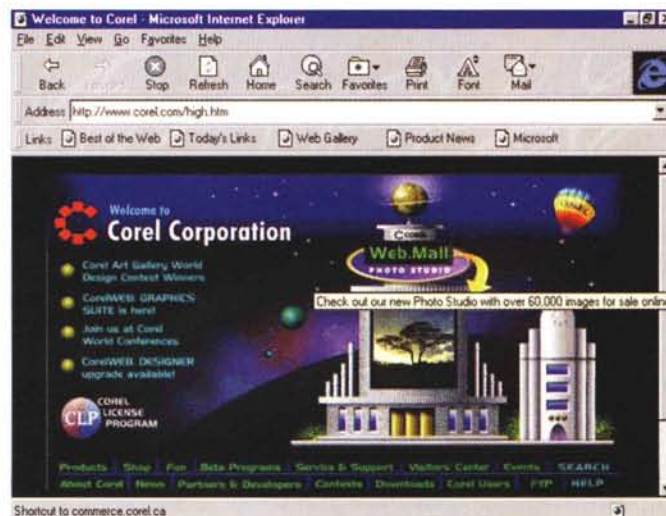 Welcome to Corel - Microsoft Internet Explorer
File Edit View Go Favorites Help
Back Forward Stop Refresh Home Search Favorites Print Font Mail
Address http://www.corel.com/high.htm
Links Best of the Web Today's Links Web Gallery Product News Microsoft
Welcome to
Corel Corporation
Corel Art Gallery World
Design Contest Winners
CorelWEB.GRAPHICS
SUITE is here!
Join us at Corel
World Conferences
CorelWEB.DESIGNER
upgrade available!
CLP COREL
LICENSE
PROGRAM
COREL
Web.Mall
PHOTO STUDIO
Check out our new Photo Studio with over 60,000 images for sale online
Products Shop Fun Beta Programs Service & Support Visitors' Center Events SEARCH
About Corel News Partners & Developers Contests Downloads Corel Users FTP HELP
Shortcut to commerce.corel.ca